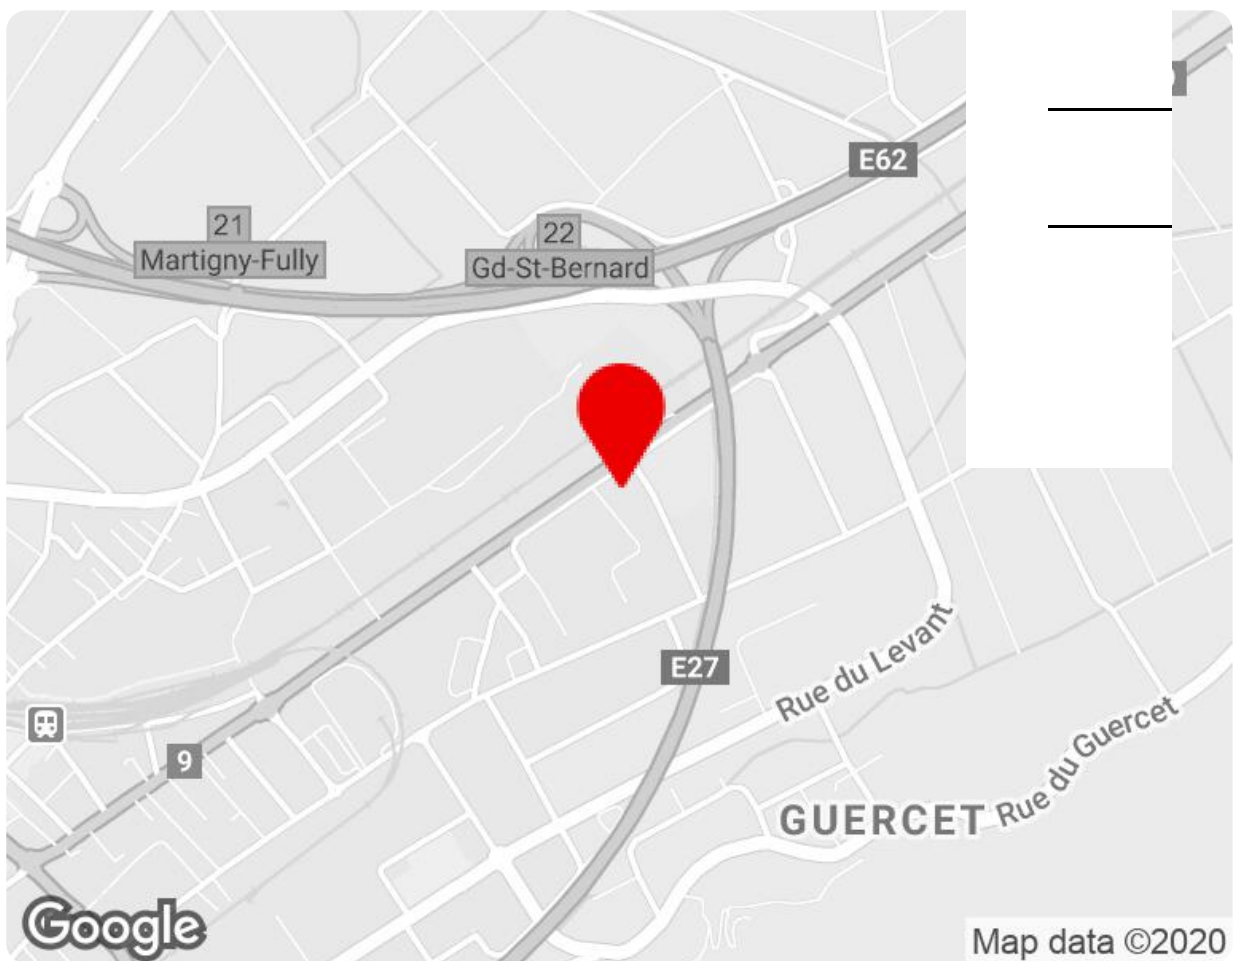 E62
21
Martigny-Fully
22
Gd-St-Bernard
E27
Rue du Levant
9
GUERCET
Rue du Guercet
Google
Map data ©2020